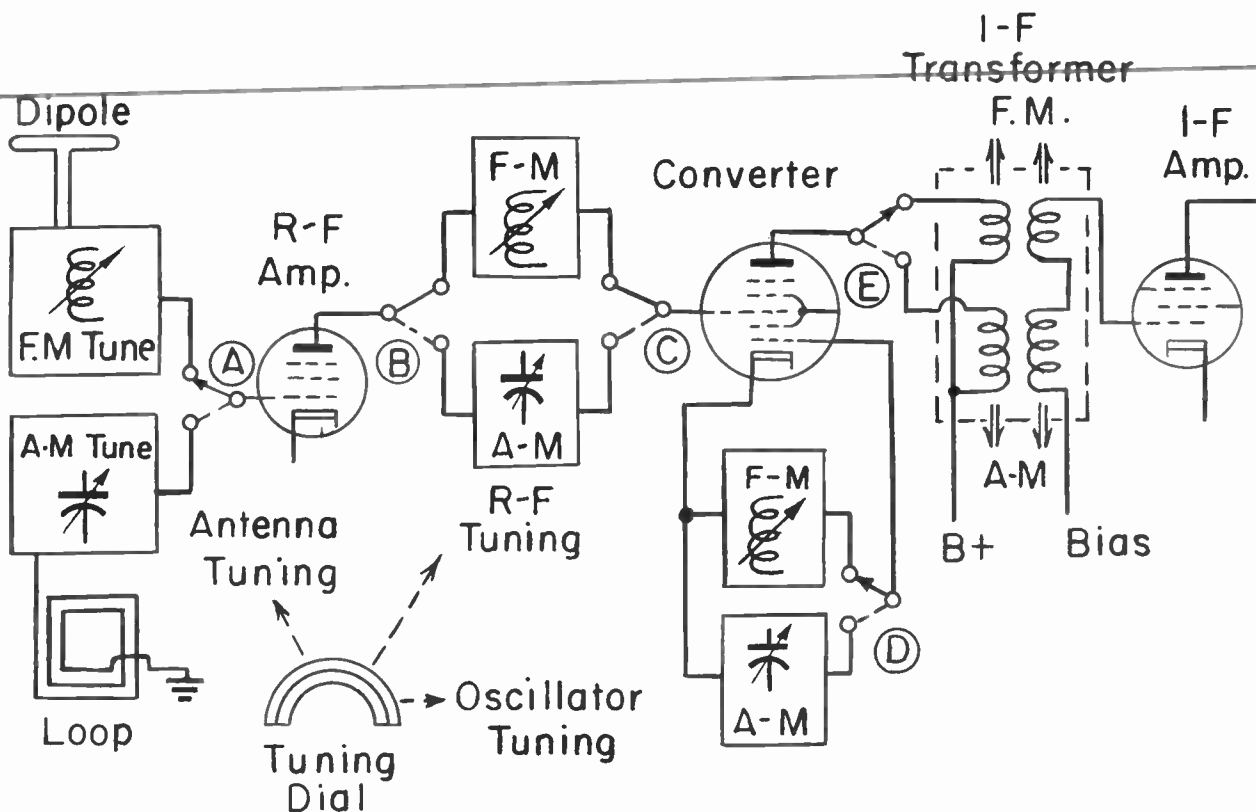 I-F
Transformer
Dipole
F.M.
I-F
Amp.
F-M
Converter
R-F
Amp.
F.M Tune
A
B
C
E
A-M Tune
A-M
A-M
R-F
Tuning
F-M
Antenna
Tuning
B+
Bias
D
Oscillator
Tuning
A-M
Loop
Tuning
Dial